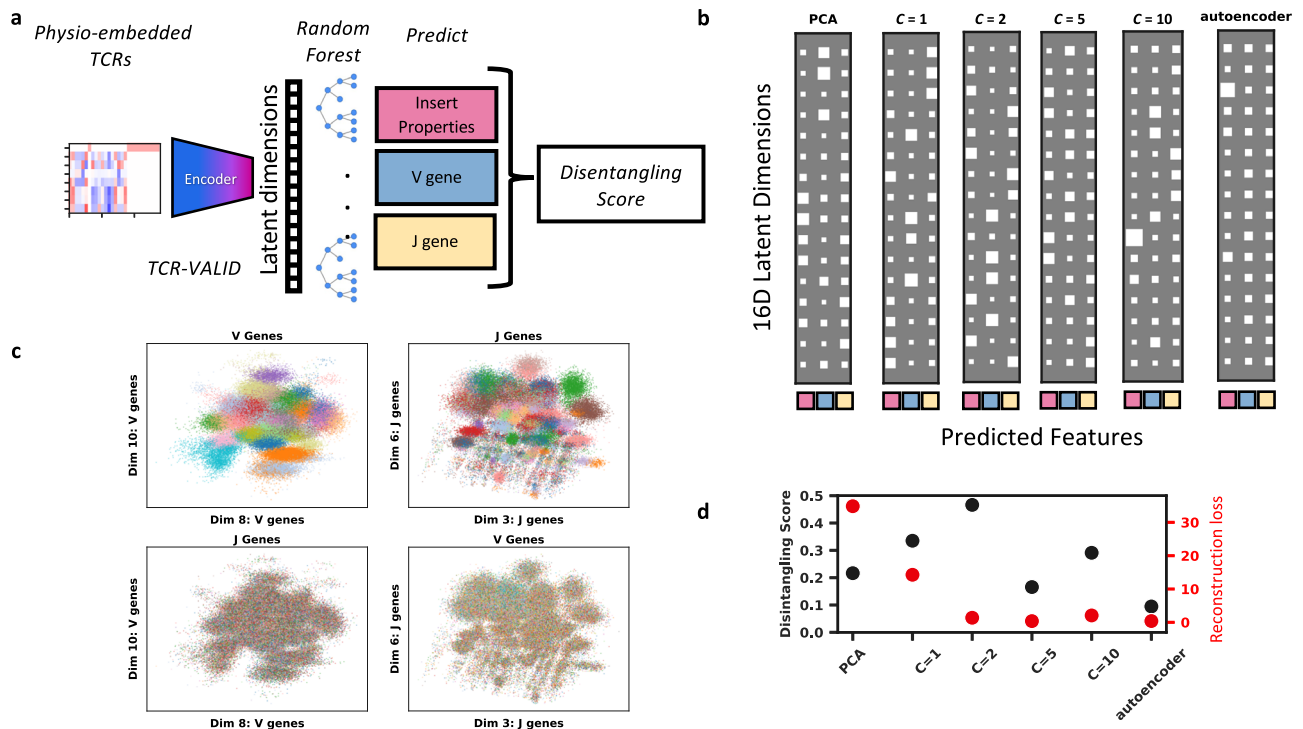 a
Physio-embedded
TCRs
Random
Forest
Predict
Latent dimensions
Encoder
TCR-VALID
Insert
Properties
V gene
J gene
Disentangling
Score
b
PCA
C = 1
C = 2
C = 5
C = 10
autoencoder
16D Latent Dimensions
Predicted Features
c
V Genes
Dim 10: V genes
Dim 8: V genes
J Genes
Dim 6: J genes
Dim 3: J genes
J Genes
Dim 10: V genes
Dim 8: V genes
V Genes
Dim 6: J genes
Dim 3: J genes
d
Disintangling Score
0.5
0.4
0.3
0.2
0.1
0.0
30
20
10
0
Reconstruction loss
PCA
C=1
C=2
C=5
C=10
autoencoder